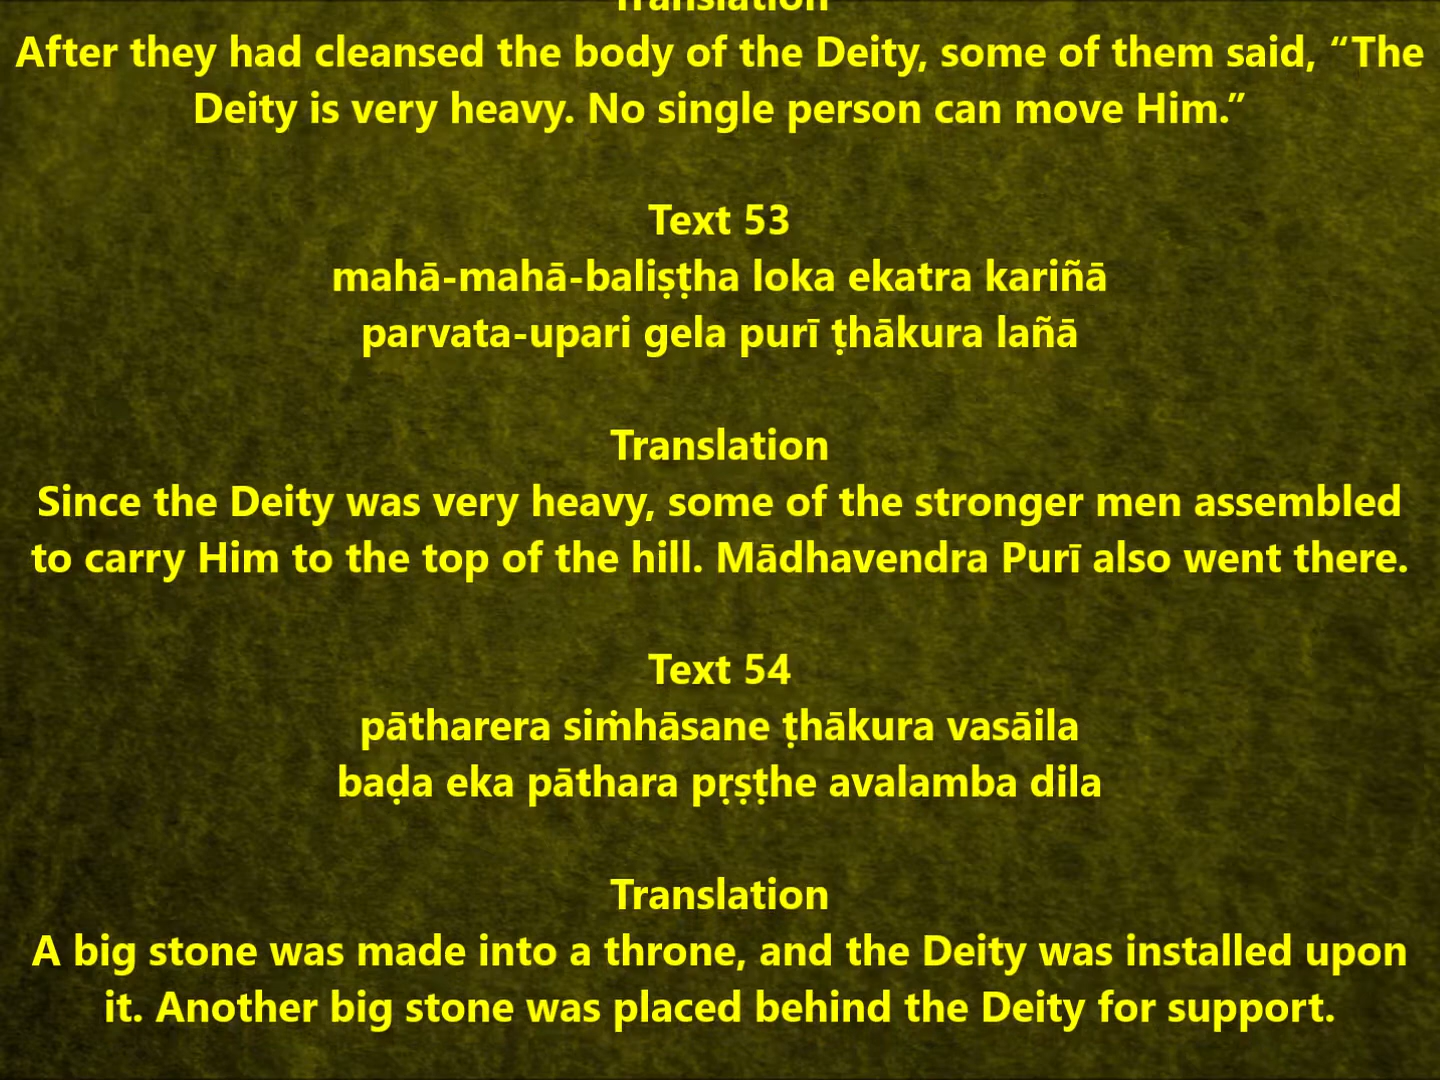 Translation
After they had cleansed the body of the Deity, some of them said, “The
Deity is very heavy. No single person can move Him.”
Text 53
mahā-mahā-baliṣṭha loka ekatra kariñā
parvata-upari gela purī ṭhākura lañā
Translation
Since the Deity was very heavy, some of the stronger men assembled
to carry Him to the top of the hill. Mādhavendra Purī also went there.
Text 54
pātharera siṁhāsane ṭhākura vasāila
baḍa eka pāthara pṛṣṭhe avalamba dila
Translation
A big stone was made into a throne, and the Deity was installed upon
it. Another big stone was placed behind the Deity for support.